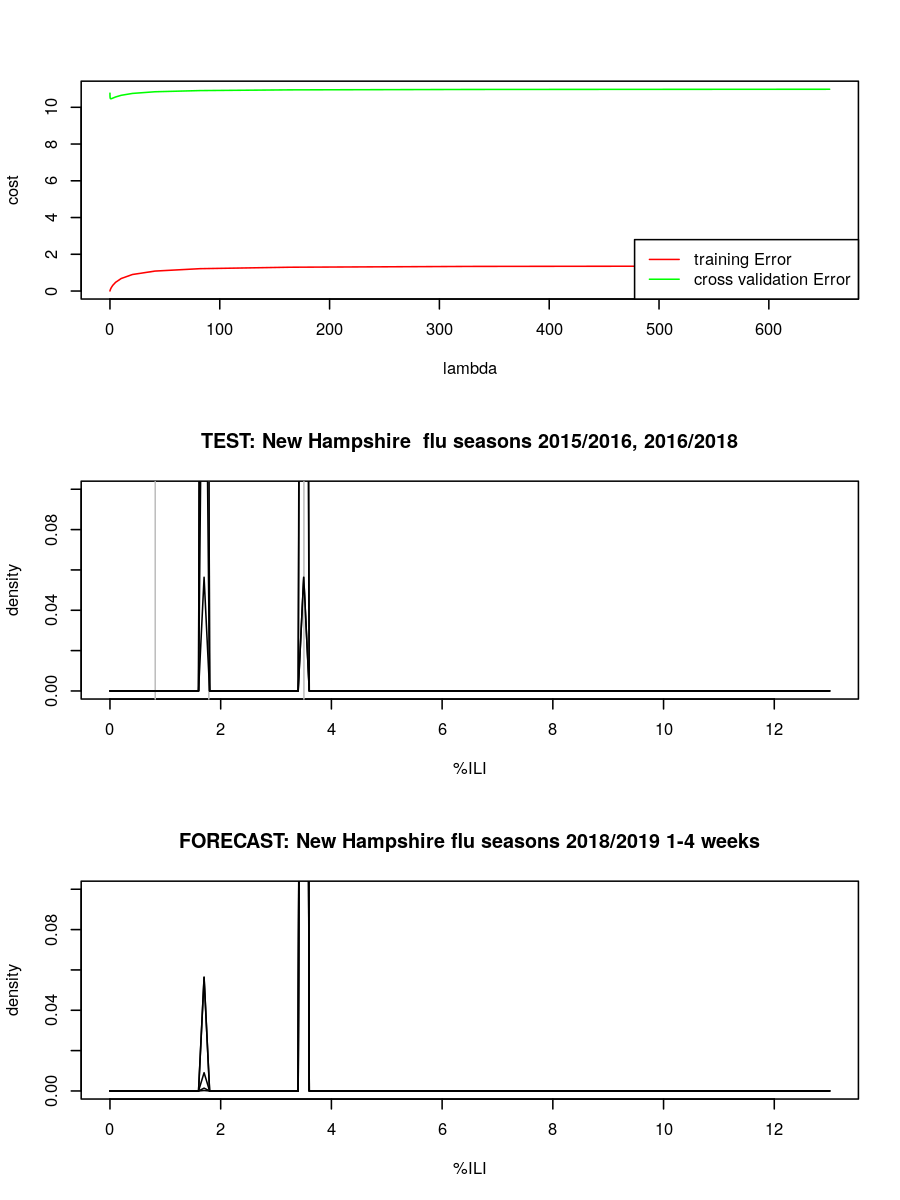 10
8
6
4
2
0
cost
training Error
cross validation Error
0 100 200 300 400 500 600
lambda
TEST: New Hampshire  flu seasons 2015/2016, 2016/2018
0.08
0.04
0.00
density
0 2 4 6 8 10 12
%ILI
FORECAST: New Hampshire flu seasons 2018/2019 1-4 weeks
0.08
0.04
0.00
density
0 2 4 6 8 10 12
%ILI